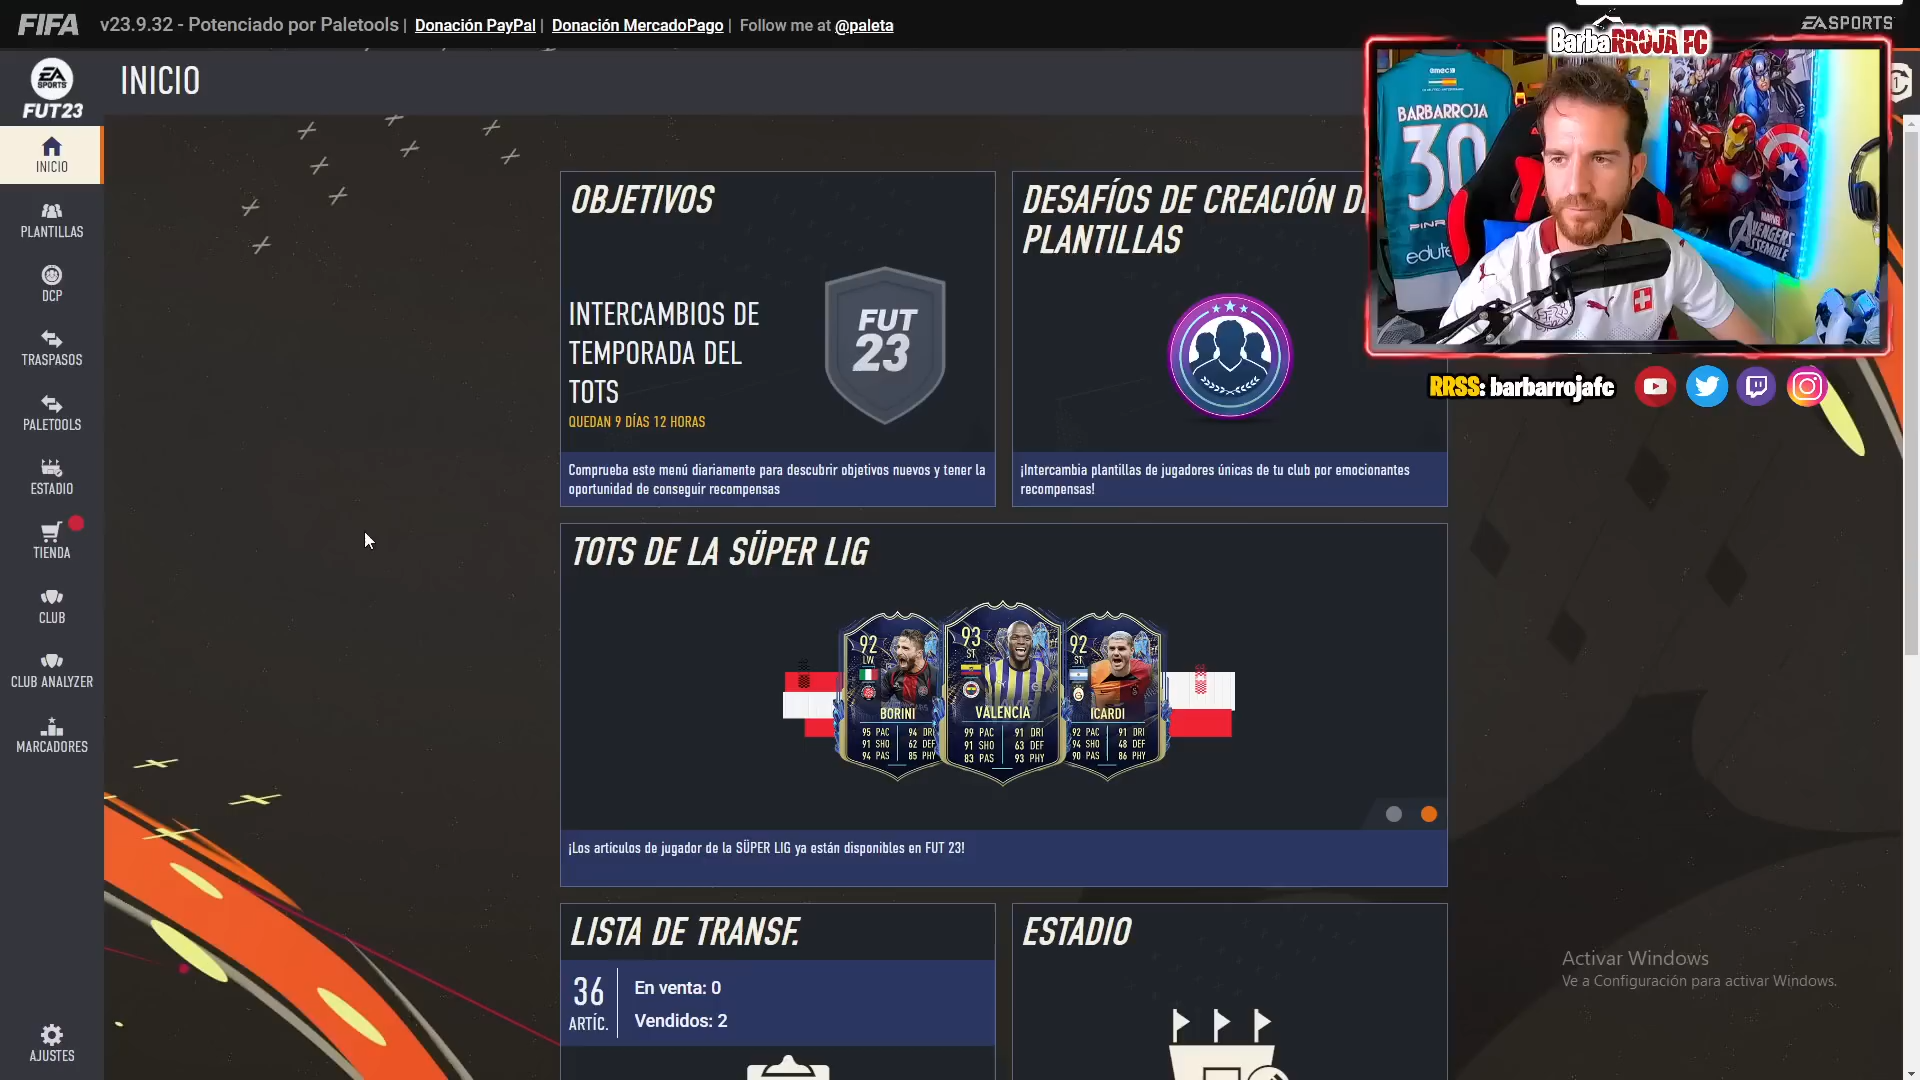 FIFA
v23.9.32 - Potenciado por Paletools | Donación PayPal | Donación MercadoPago | Follow me at @paleta
EA SPORTS
BarbaRROJA FC
EA
SPORTS
FUT23
INICIO
INICIO
PLANTILLAS
DCP
TRASPASOS
PALETOOLS
ESTADIO
TIENDA
CLUB
CLUB ANALYZER
MARCADORES
AJUSTES
OBJETIVOS
INTERCAMBIOS DE
TEMPORADA DEL
TOTS
QUEDAN 9 DÍAS 12 HORAS
FUT
23
Comprueba este menú diariamente para descubrir objetivos nuevos y tener la
oportunidad de conseguir recompensas
DESAFÍOS DE CREACIÓN DE
PLANTILLAS
¡Intercambia plantillas de jugadores únicas de tu club por emocionantes
recompensas!
BARBARROJA
30
MARVEL
AVENGERS
ASSEMBLE
RRSS: barbarrojafc
TOTS DE LA SÜPER LIG
92
LW
BORINI
95 PAC 94 DRI
91 SHO 62 DEF
94 PAS 85 PHY
93
ST
VALENCIA
99 PAC 91 DRI
91 SHO 63 DEF
83 PAS 93 PHY
92
ST
ICARDI
92 PAC 91 DRI
94 SHO 48 DEF
90 PAS 86 PHY
¡Los artículos de jugador de la SÜPER LIG ya están disponibles en FUT 23!
LISTA DE TRANSF.
36
ARTÍC.
En venta: 0
Vendidos: 2
ESTADIO
Activar Windows
Ve a Configuración para activar Windows.